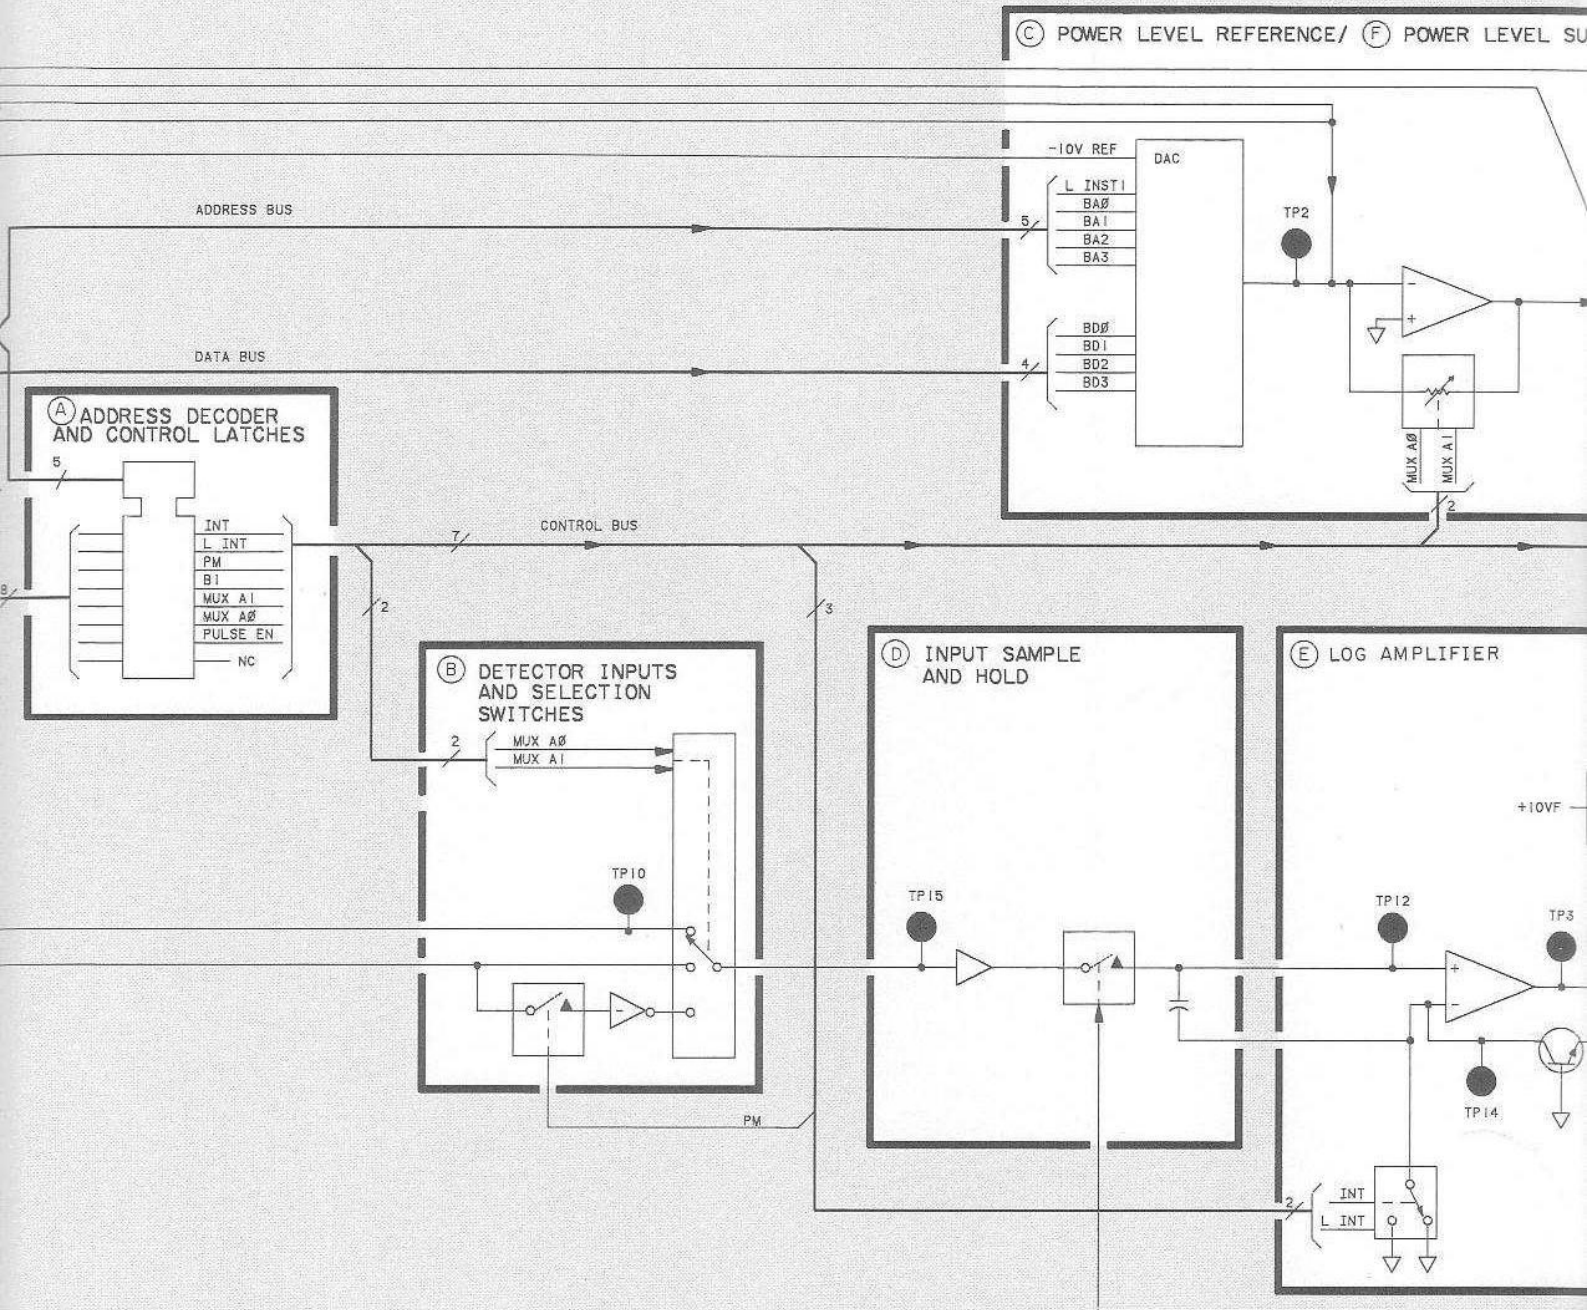 C POWER LEVEL REFERENCE/ F POWER LEVEL SU
-10V REF
DAC
L INST1
BAØ
BA1
BA2
BA3
5
TP2
ADDRESS BUS
- +
BDØ
BD1
BD2
BD3
4
DATA BUS
MUX AØ
MUX A1
2
A ADDRESS DECODER
AND CONTROL LATCHES
5
8
INT
L INT
PM
B1
MUX A1
MUX AØ
PULSE EN
NC
7
CONTROL BUS
2
3
B DETECTOR INPUTS
AND SELECTION
SWITCHES
2
MUX AØ
MUX A1
TP10
-
PM
D INPUT SAMPLE
AND HOLD
TP15
E LOG AMPLIFIER
+10VF
TP12
TP3
+
-
TP14
2
INT
L INT